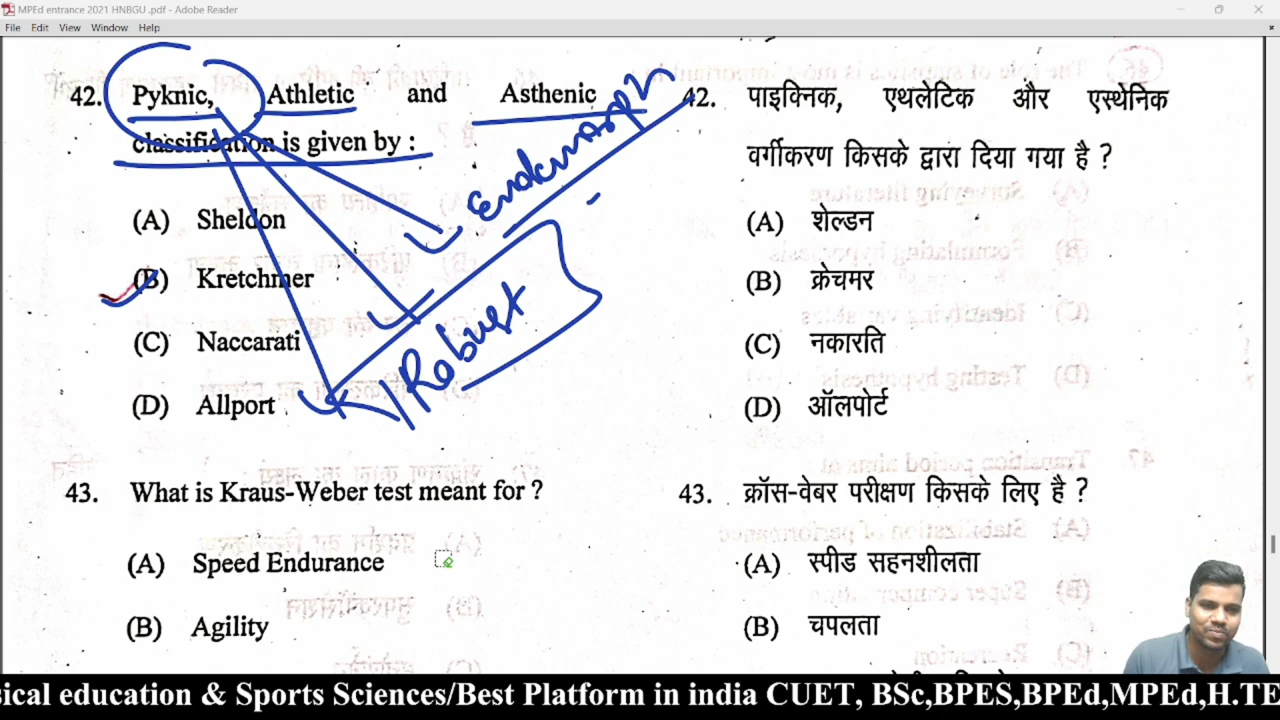 MPEd entrance 2021 HNBGU .pdf - Adobe Reader
File Edit View Window Help
42. Pyknic, Athletic and Asthenic
classification is given by :
(A) Sheldon
(B) Kretchmer
(C) Naccarati
(D) Allport
Endomorph
Robust
43. What is Kraus-Weber test meant for ?
(A) Speed Endurance
(B) Agility
42. पाइक्निक, एथलेटिक और एस्थेनिक
वर्गीकरण किसके द्वारा दिया गया है ?
(A) शेल्डन
(B) क्रेचमर
(C) नकारति
(D) ऑलपोर्ट
43. क्रॉस-वेबर परीक्षण किसके लिए है ?
(A) स्पीड सहनशीलता
(B) चपलता
sical education & Sports Sciences/Best Platform in india CUET, BSc,BPES,BPEd,MPEd,H.TE